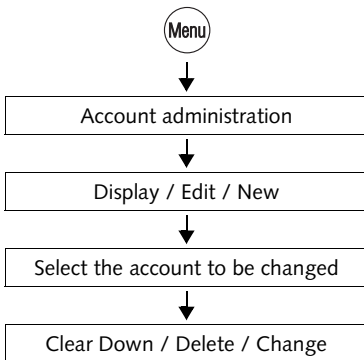 Menu
Account administration
Display / Edit / New
Select the account to be changed
Clear Down / Delete / Change